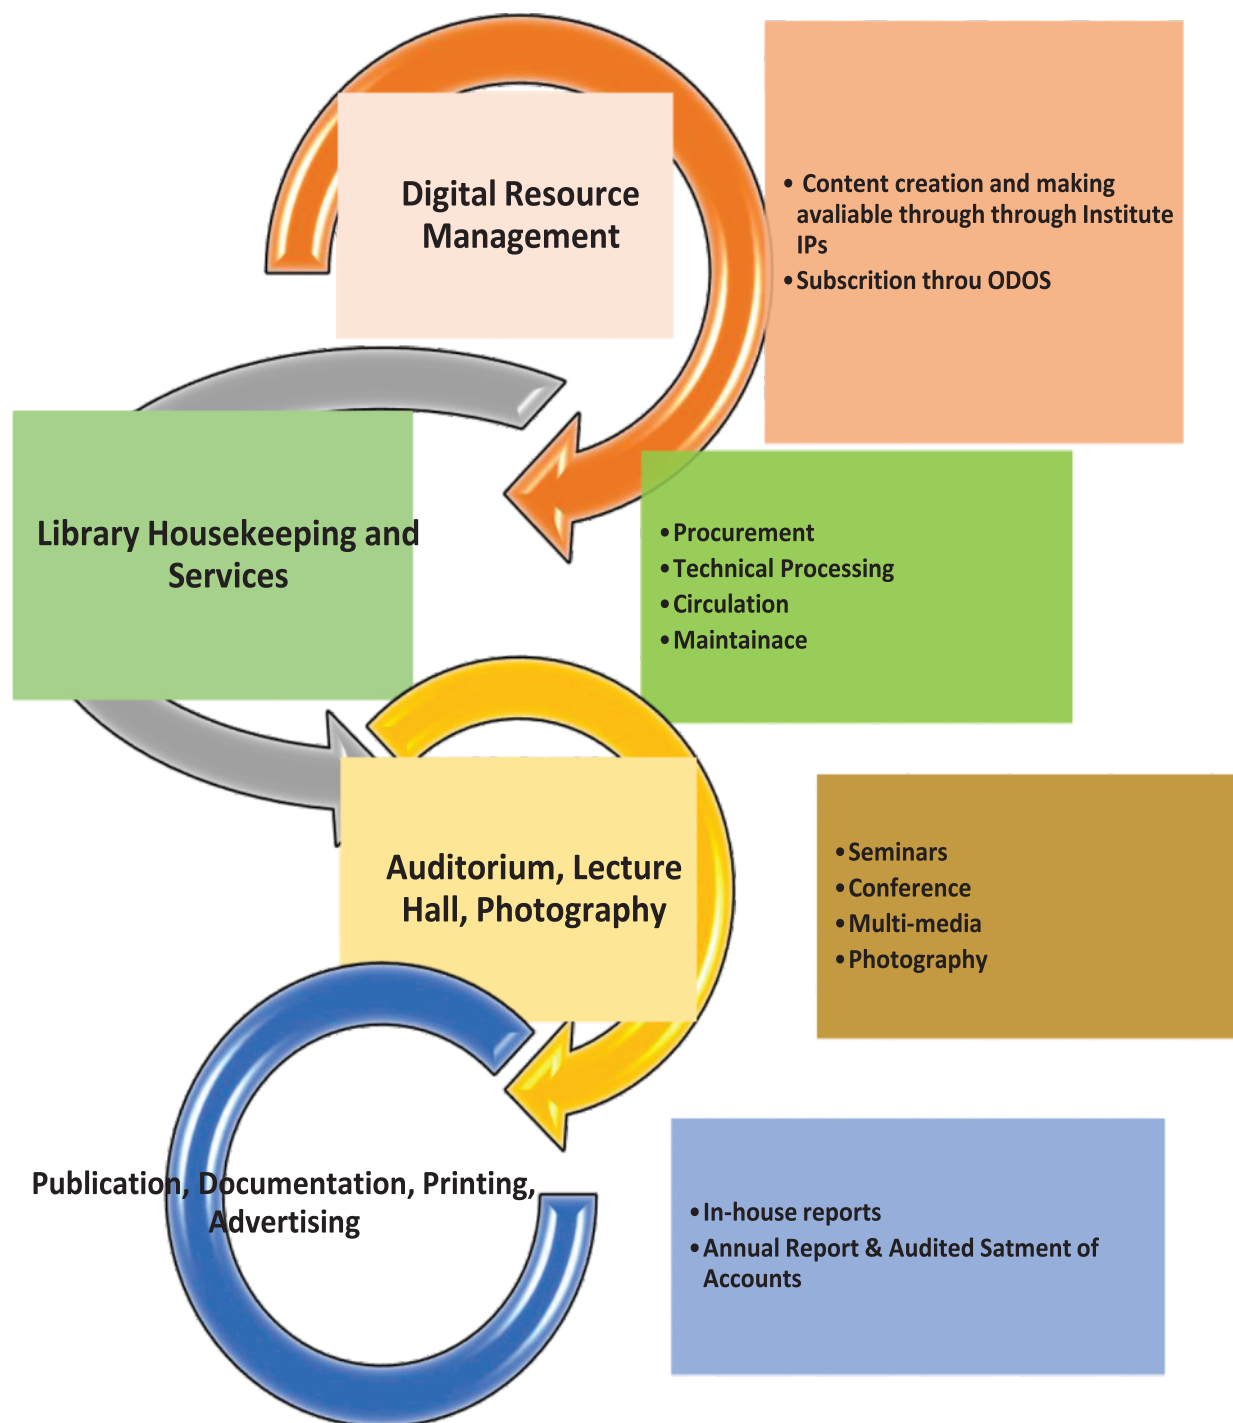 Digital Resource
Management
• Content creation and making
avaliable through through Institute
IPs
• Subscrition throu ODOS
Library Housekeeping and
Services
• Procurement
• Technical Processing
• Circulation
• Maintainace
Auditorium, Lecture
Hall, Photography
• Seminars
• Conference
• Multi-media
• Photography
Publication, Documentation, Printing,
Advertising
• In-house reports
• Annual Report & Audited Satment of
Accounts